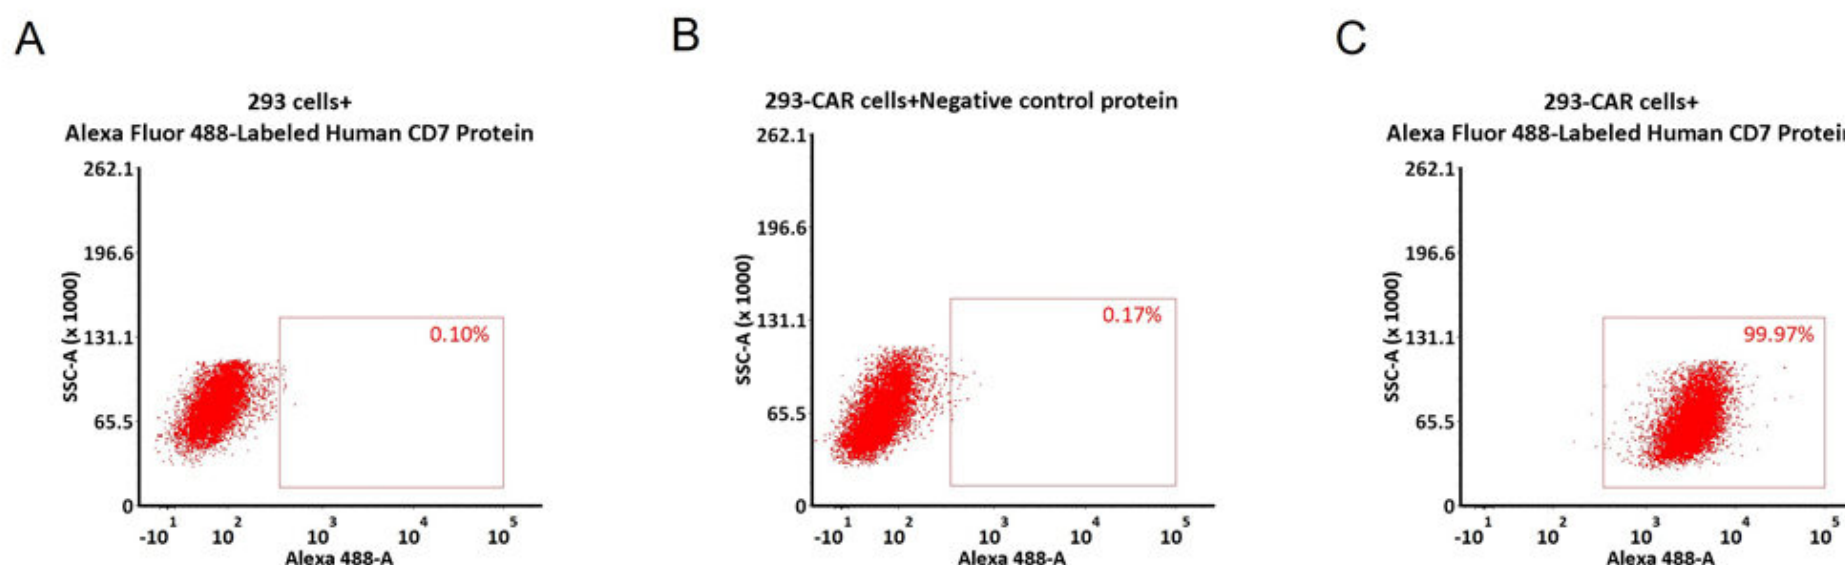 A
293 cells+
Alexa Fluor 488-Labeled Human CD7 Protein
262.1
196.6
131.1
65.5
0
SSC-A (x 1000)
0.10%
-10 1
10 2
10 3
10 4
10 5
Alexa 488-A
B
293-CAR cells+Negative control protein
262.1
196.6
131.1
65.5
0
SSC-A (x 1000)
0.17%
-10 1
10 2
10 3
10 4
10 5
Alexa 488-A
C
293-CAR cells+
Alexa Fluor 488-Labeled Human CD7 Protein
262.1
196.6
131.1
65.5
0
SSC-A (x 1000)
99.97%
-10 1
10 2
10 3
10 4
10 5
Alexa 488-A